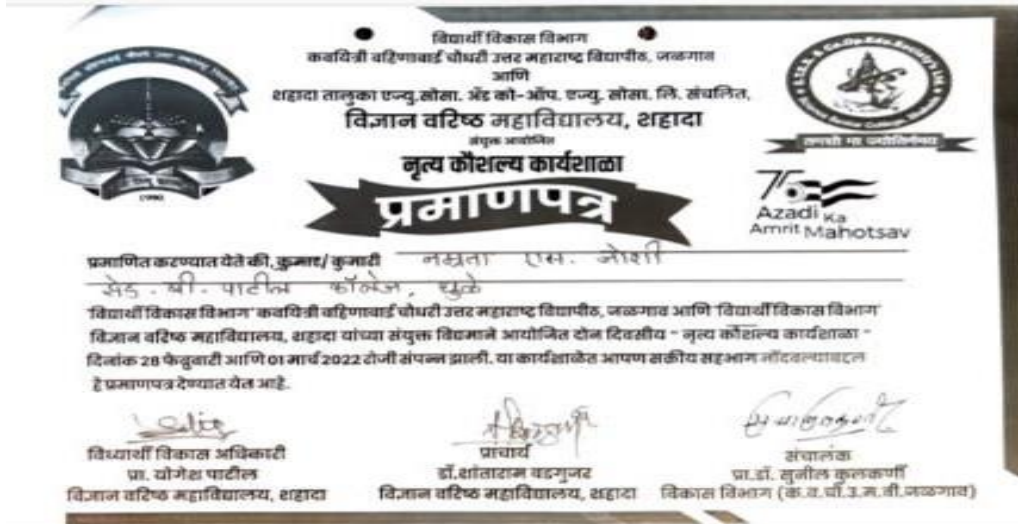 विद्यार्थी विकास विभाग
कवयित्री बहिणाबाई चौधरी उत्तर महाराष्ट्र विद्यापीठ, जळगाव
आणि
शहादा तालुका एज्यु.सोसा. अँड को-ऑप. एज्यु. सोसा. लि. संचलित,
विज्ञान वरिष्ठ महाविद्यालय, शहादा
संयुक्त आयोजित
नृत्य कौशल्य कार्यशाळा
प्रमाणपत्र
1990
75
Azadi Ka
Amrit Mahotsav
प्रमाणित करण्यात येते की, कुमार/ कुमारी नम्रता एस. जोशी
झेड. बी. पाटील कॉलेज, धुळे
'विद्यार्थी विकास विभाग' कवयित्री बहिणाबाई चौधरी उत्तर महाराष्ट्र विद्यापीठ, जळगाव आणि 'विद्यार्थी विकास विभाग'
विज्ञान वरिष्ठ महाविद्यालय, शहादा यांच्या संयुक्त विद्यमाने आयोजित दोन दिवसीय " नृत्य कौशल्य कार्यशाळा "
दिनांक 28 फेब्रुवारी आणि 01 मार्च 2022 रोजी संपन्न झाली. या कार्यशाळेत आपण सक्रीय सहभाग नोंदवल्याबद्दल
हे प्रमाणपत्र देण्यात येत आहे.
विध्यार्थी विकास अधिकारी
प्रा. योगेश पाटील
विज्ञान वरिष्ठ महाविद्यालय, शहादा
प्राचार्य
डॉ.शांताराम बडगुजर
विज्ञान वरिष्ठ महाविद्यालय, शहादा
संचालक
प्रा.डॉ. सुनील कुलकर्णी
विकास विभाग (क.ब.चौ.उ.म.वी.जळगाव)